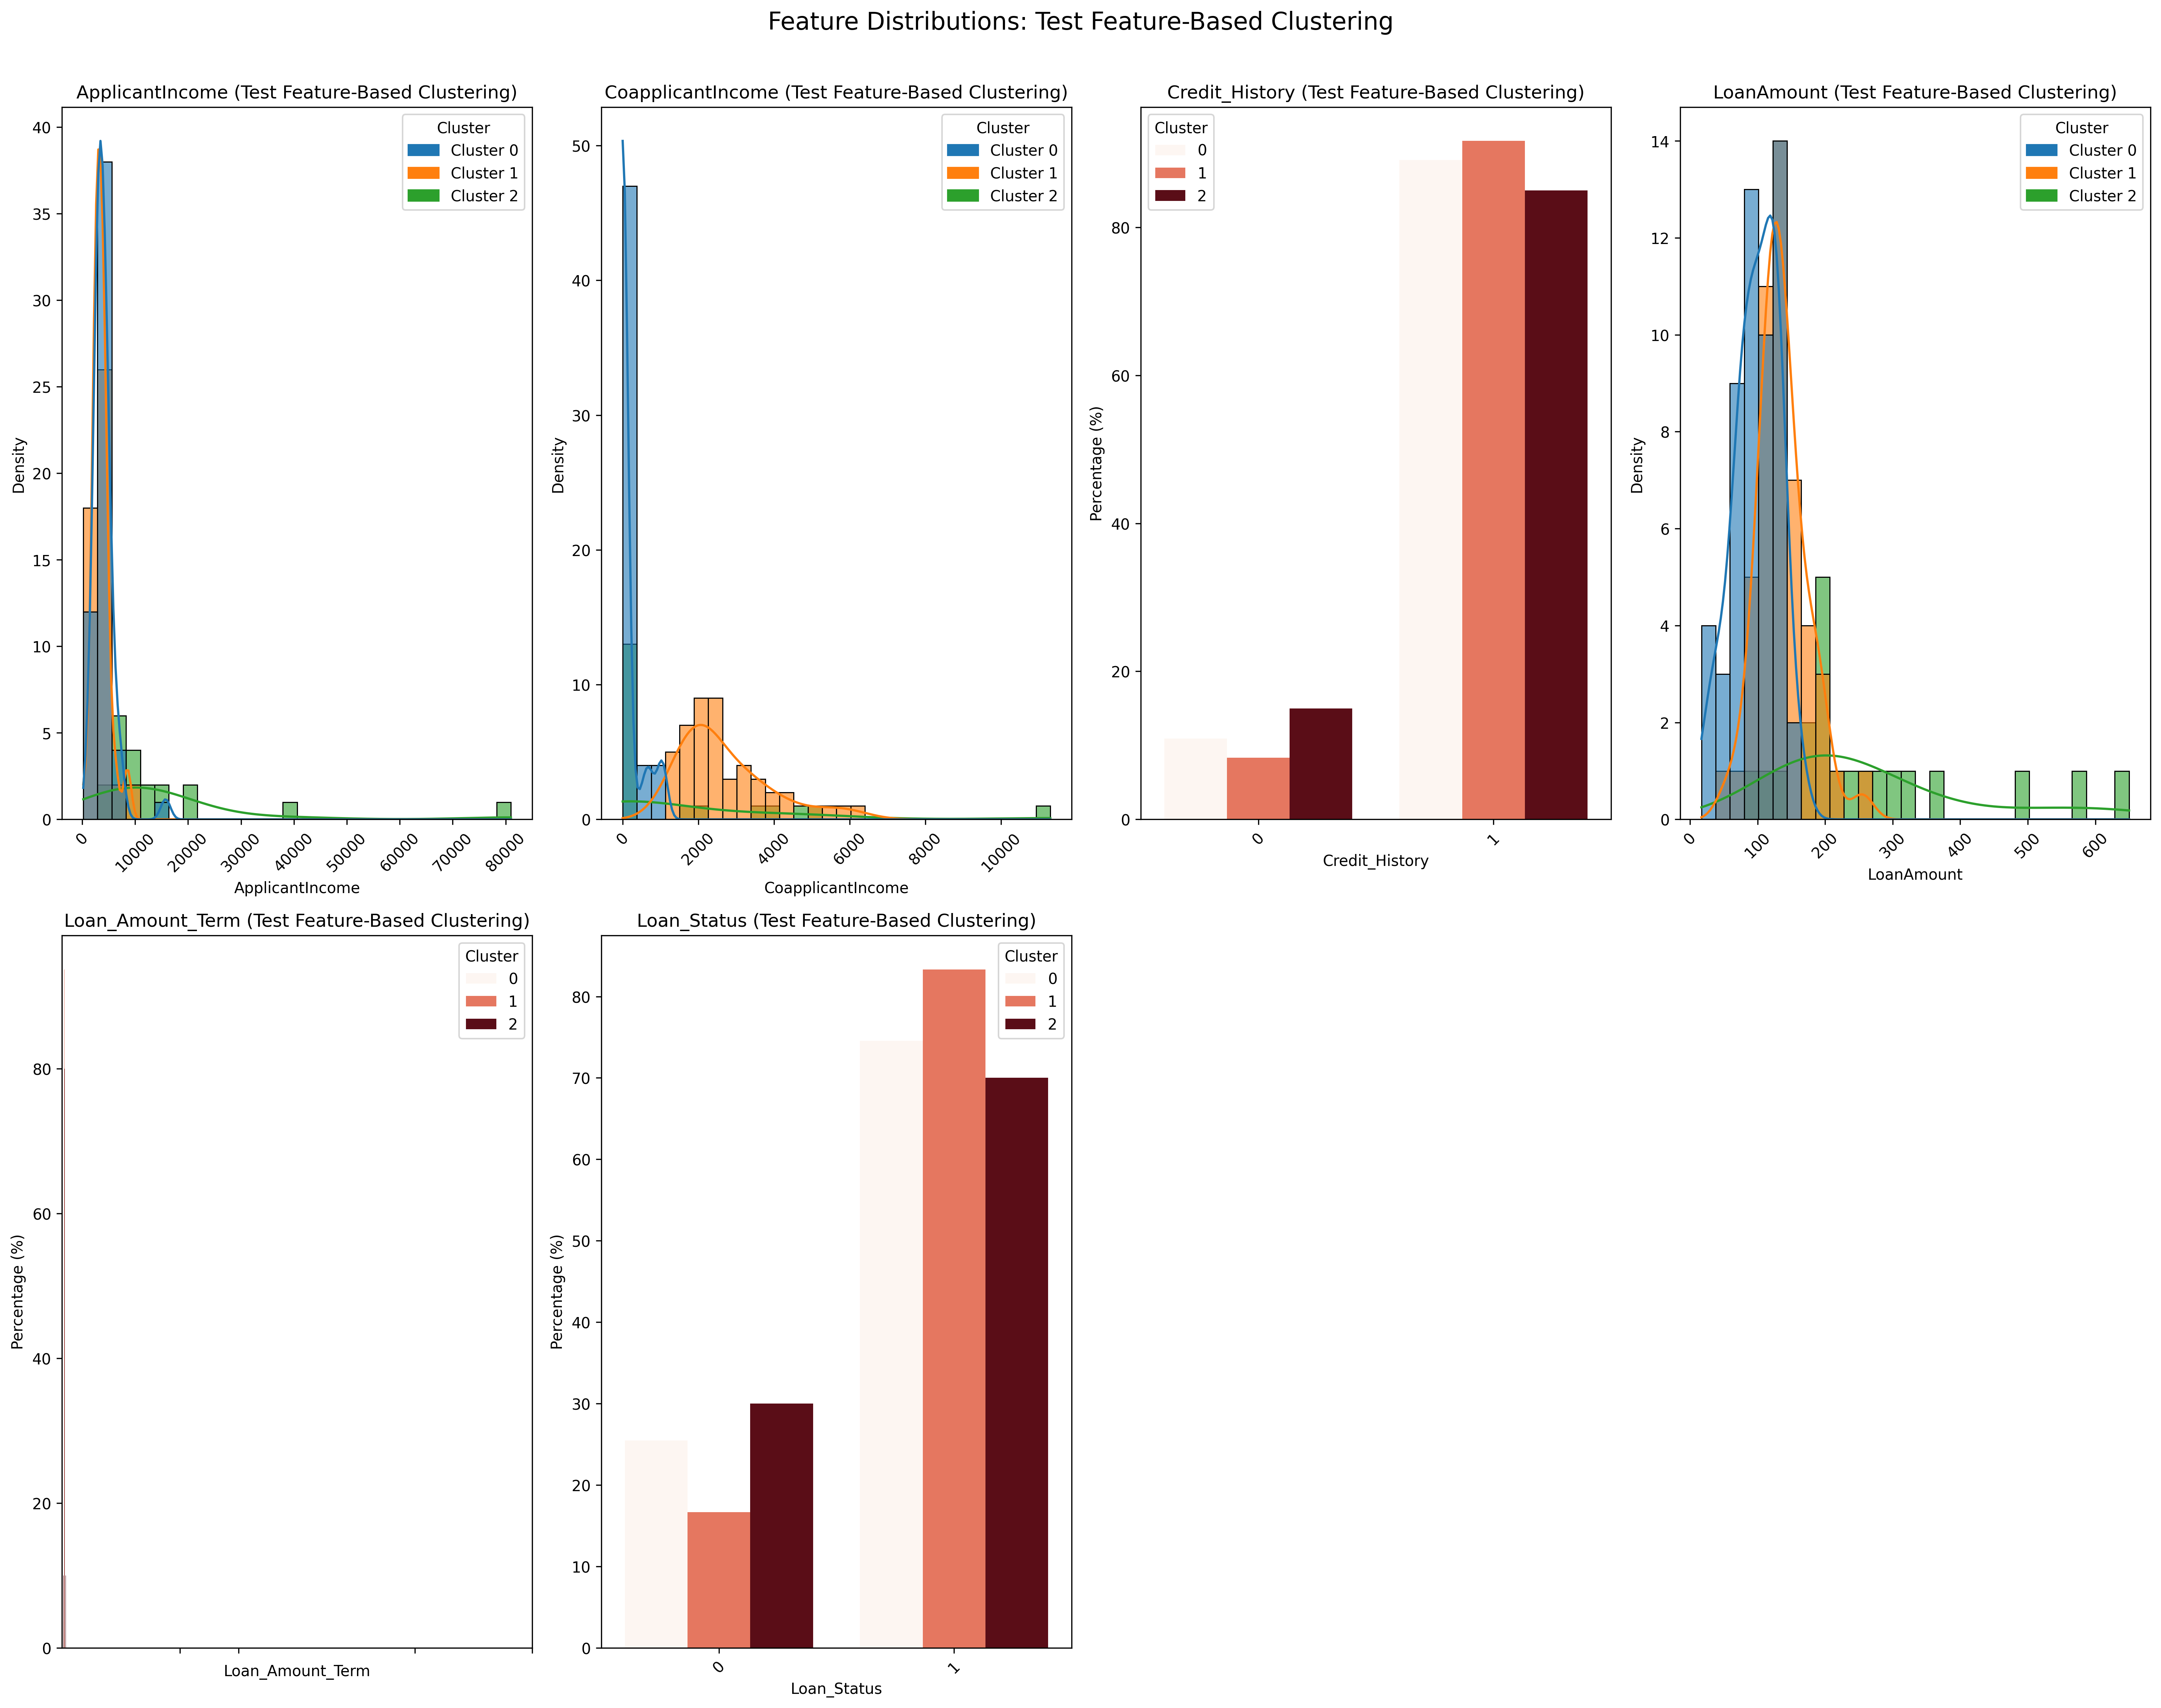 Feature Distributions: Test Feature-Based Clustering
ApplicantIncome (Test Feature-Based Clustering)
40
35
30
25
20
15
10
5
0
Density
Cluster
Cluster 0
Cluster 1
Cluster 2
0
10000
20000
30000
40000
50000
60000
70000
80000
ApplicantIncome
CoapplicantIncome (Test Feature-Based Clustering)
50
40
30
20
10
0
Density
Cluster
Cluster 0
Cluster 1
Cluster 2
0
2000
4000
6000
8000
10000
CoapplicantIncome
Credit_History (Test Feature-Based Clustering)
80
60
40
20
0
Percentage (%)
Cluster
0
1
2
0
1
Credit_History
LoanAmount (Test Feature-Based Clustering)
14
12
10
8
6
4
2
0
Density
Cluster
Cluster 0
Cluster 1
Cluster 2
0
100
200
300
400
500
600
LoanAmount
Loan_Amount_Term (Test Feature-Based Clustering)
80
60
40
20
0
Percentage (%)
Cluster
0
1
2
Loan_Amount_Term
Loan_Status (Test Feature-Based Clustering)
80
70
60
50
40
30
20
10
0
Percentage (%)
Cluster
0
1
2
0
1
Loan_Status